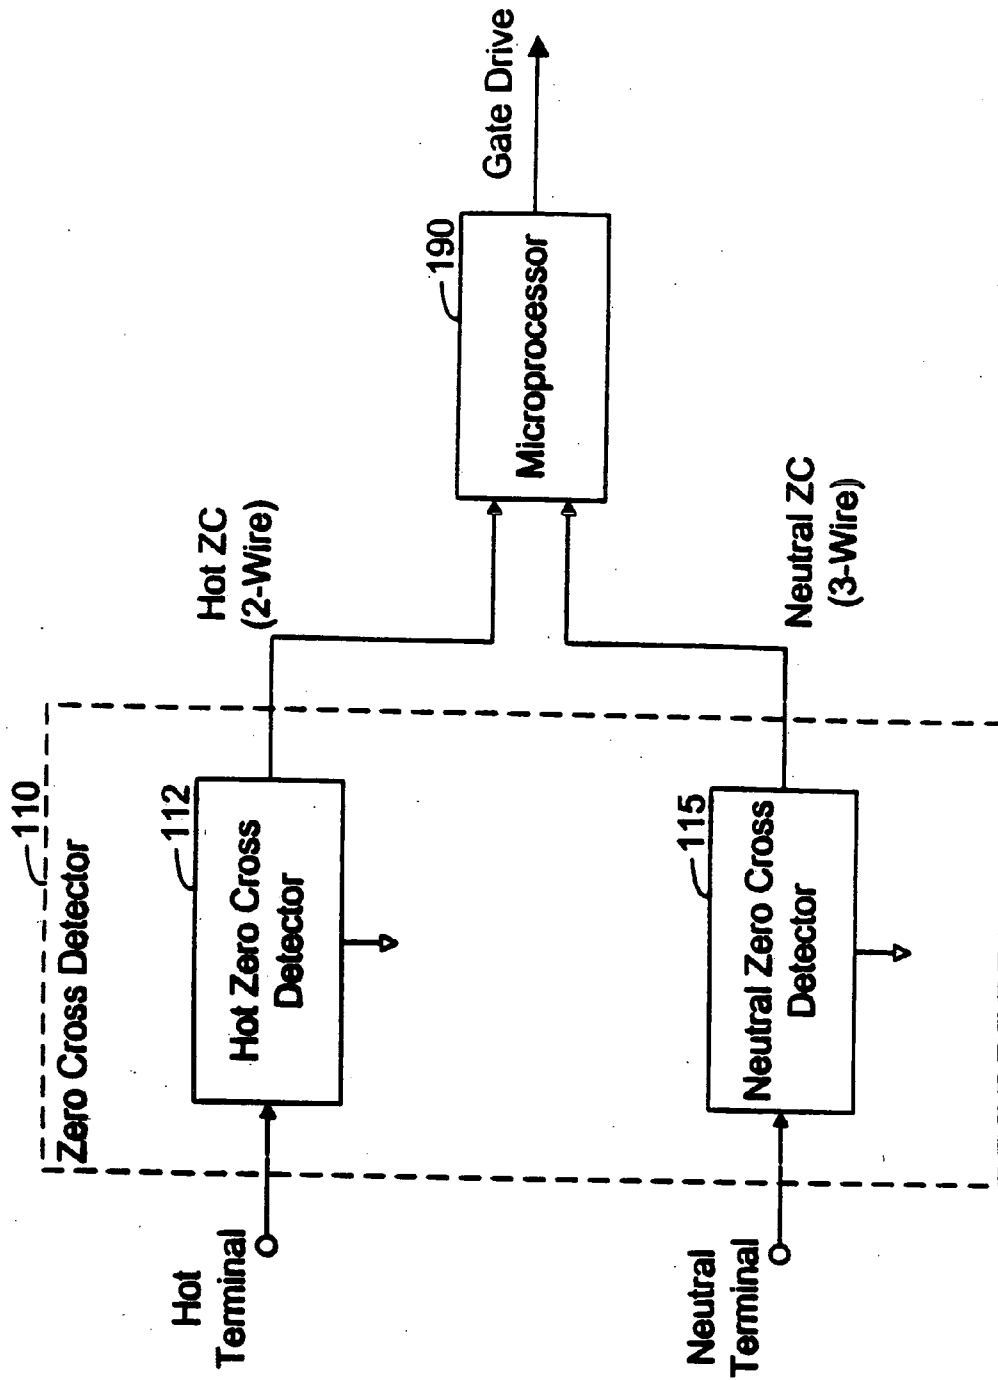 110
Zero Cross Detector
Hot
Terminal
112
Hot Zero Cross
Detector
Hot ZC
(2-Wire)
190
Microprocessor
Gate Drive
Neutral
Terminal
115
Neutral Zero Cross
Detector
Neutral ZC
(3-Wire)